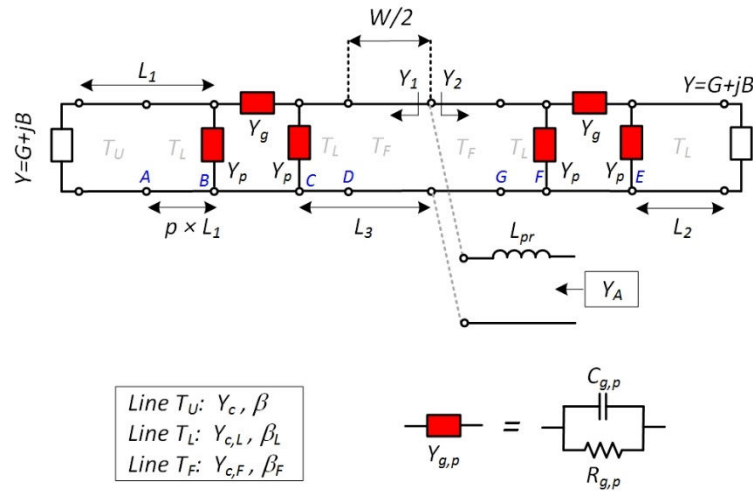 W/2
L1
Y1 Y2
Y=G+jB
Yg
Yg
Y=G+jB
TU TL Yp Yp TL TF TF TL Yp Yp TL
A B C D G F E
p × L1
L3
L2
Lpr
YA
Line TU: Yc , β
Line TL: Yc,L , βL
Line TF: Yc,F , βF
Yg,p
=
Cg,p
Rg,p